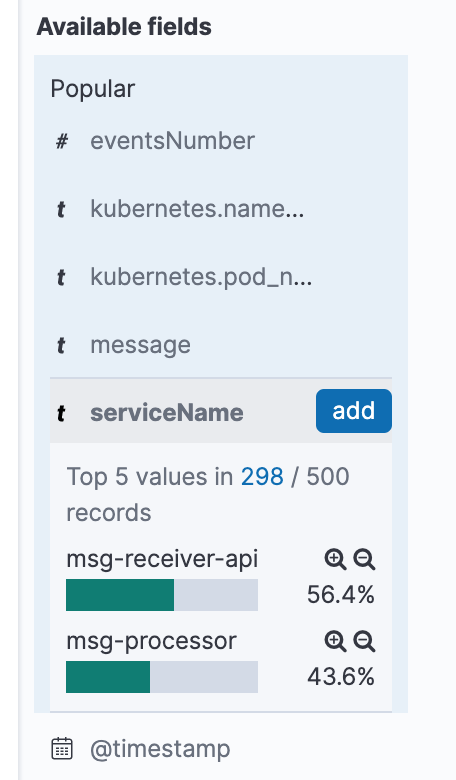 Available fields
Popular
# eventsNumber
t kubernetes.name...
t kubernetes.pod_n...
t message
t serviceName add
Top 5 values in 298 / 500
records
msg-receiver-api
56.4%
msg-processor
43.6%
@timestamp